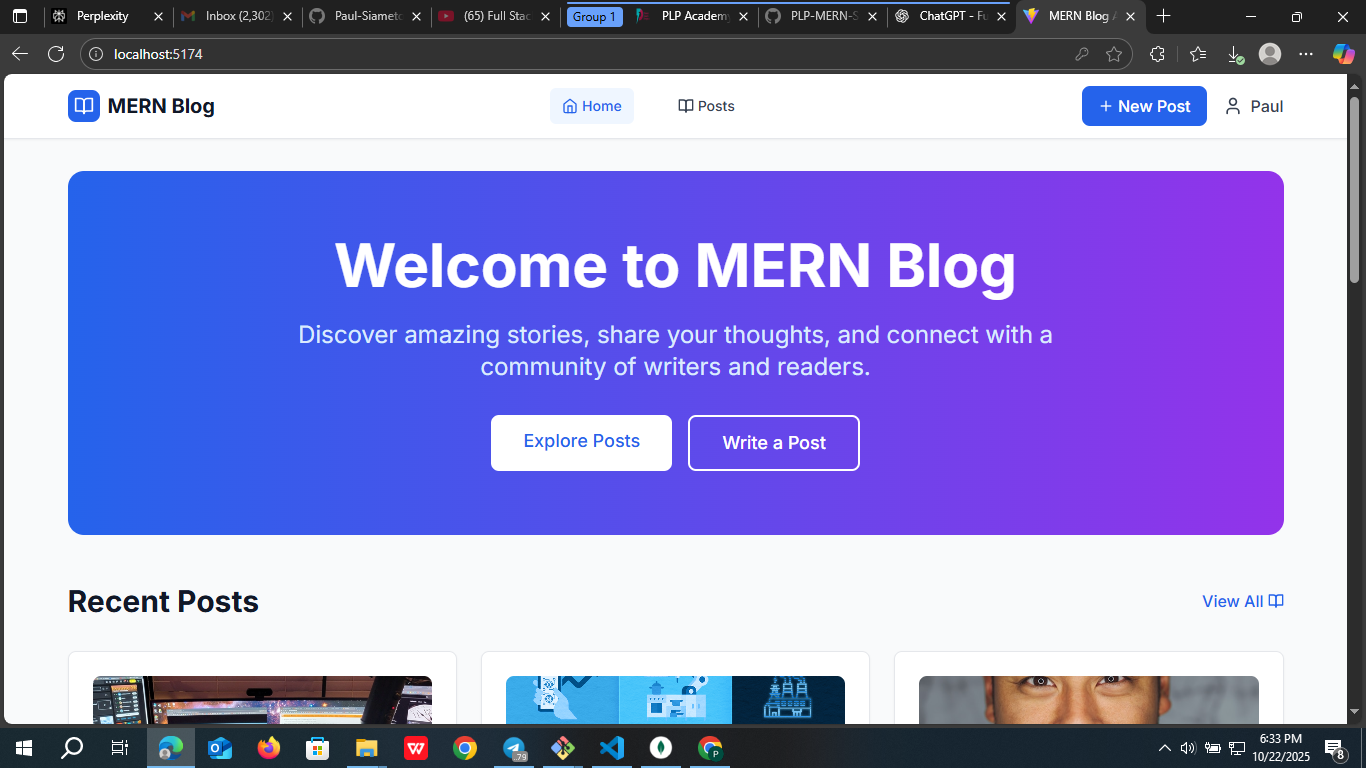 Perplexity
Inbox (2,302)
Paul-Siameto
(65) Full Stac
Group 1
PLP Academy
PLP-MERN-S
ChatGPT - Fu
MERN Blog A
localhost:5174
MERN Blog
Home
Posts
+ New Post
Paul
Welcome to MERN Blog
Discover amazing stories, share your thoughts, and connect with a
community of writers and readers.
Explore Posts
Write a Post
Recent Posts
View All
79
6:33 PM
10/22/2025
8